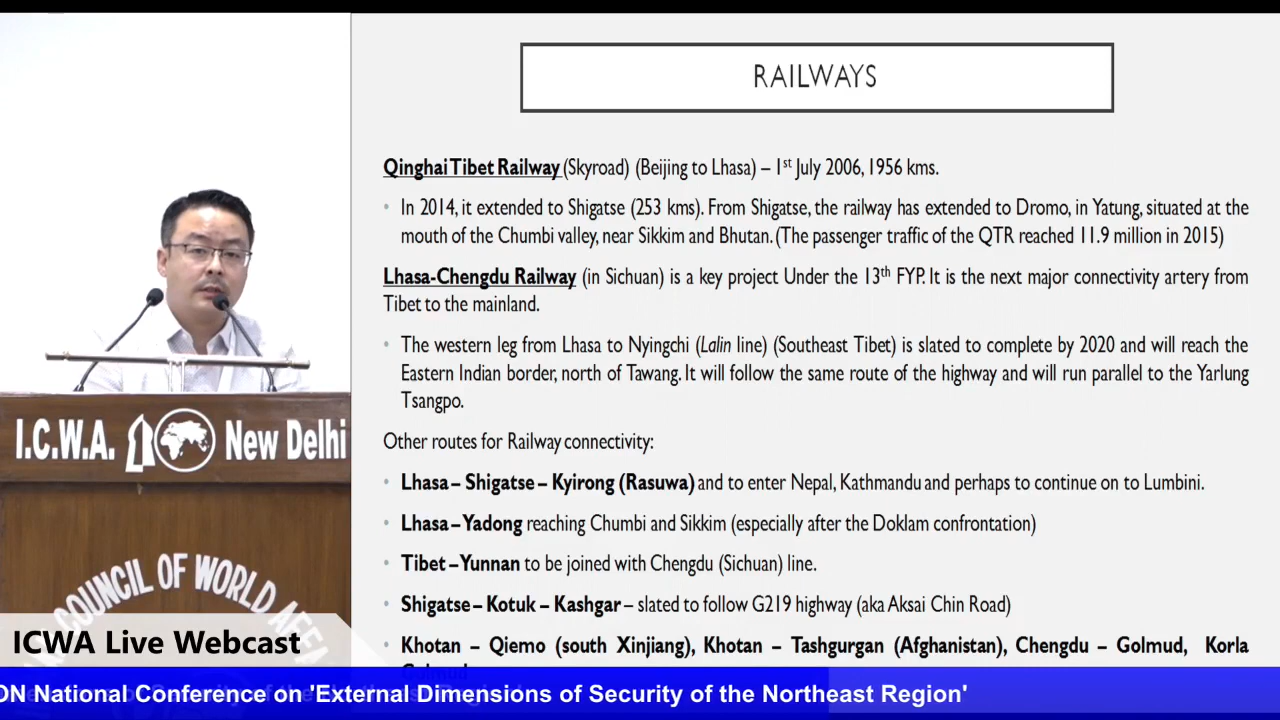 RAILWAYS
Qinghai Tibet Railway (Skyroad) (Beijing to Lhasa) – 1st July 2006, 1956 kms.
• In 2014, it extended to Shigatse (253 kms). From Shigatse, the railway has extended to Dromo, in Yatung, situated at the
mouth of the Chumbi valley, near Sikkim and Bhutan. (The passenger traffic of the QTR reached 11.9 million in 2015)
Lhasa-Chengdu Railway (in Sichuan) is a key project Under the 13th FYP. It is the next major connectivity artery from
Tibet to the mainland.
• The western leg from Lhasa to Nyingchi (Lalin line) (Southeast Tibet) is slated to complete by 2020 and will reach the
Eastern Indian border, north of Tawang. It will follow the same route of the highway and will run parallel to the Yarlung
Tsangpo.
Other routes for Railway connectivity:
• Lhasa – Shigatse – Kyirong (Rasuwa) and to enter Nepal, Kathmandu and perhaps to continue on to Lumbini.
• Lhasa – Yadong reaching Chumbi and Sikkim (especially after the Doklam confrontation)
• Tibet – Yunnan to be joined with Chengdu (Sichuan) line.
• Shigatse – Kotuk – Kashgar – slated to follow G219 highway (aka Aksai Chin Road)
• Khotan – Qiemo (south Xinjiang), Khotan – Tashgurgan (Afghanistan), Chengdu – Golmud, Korla
Golmud
I.C.W.A. New Delhi
COUNCIL OF WORLD AFFAI
ICWA Live Webcast
ON National Conference on 'External Dimensions of Security of the Northeast Region'